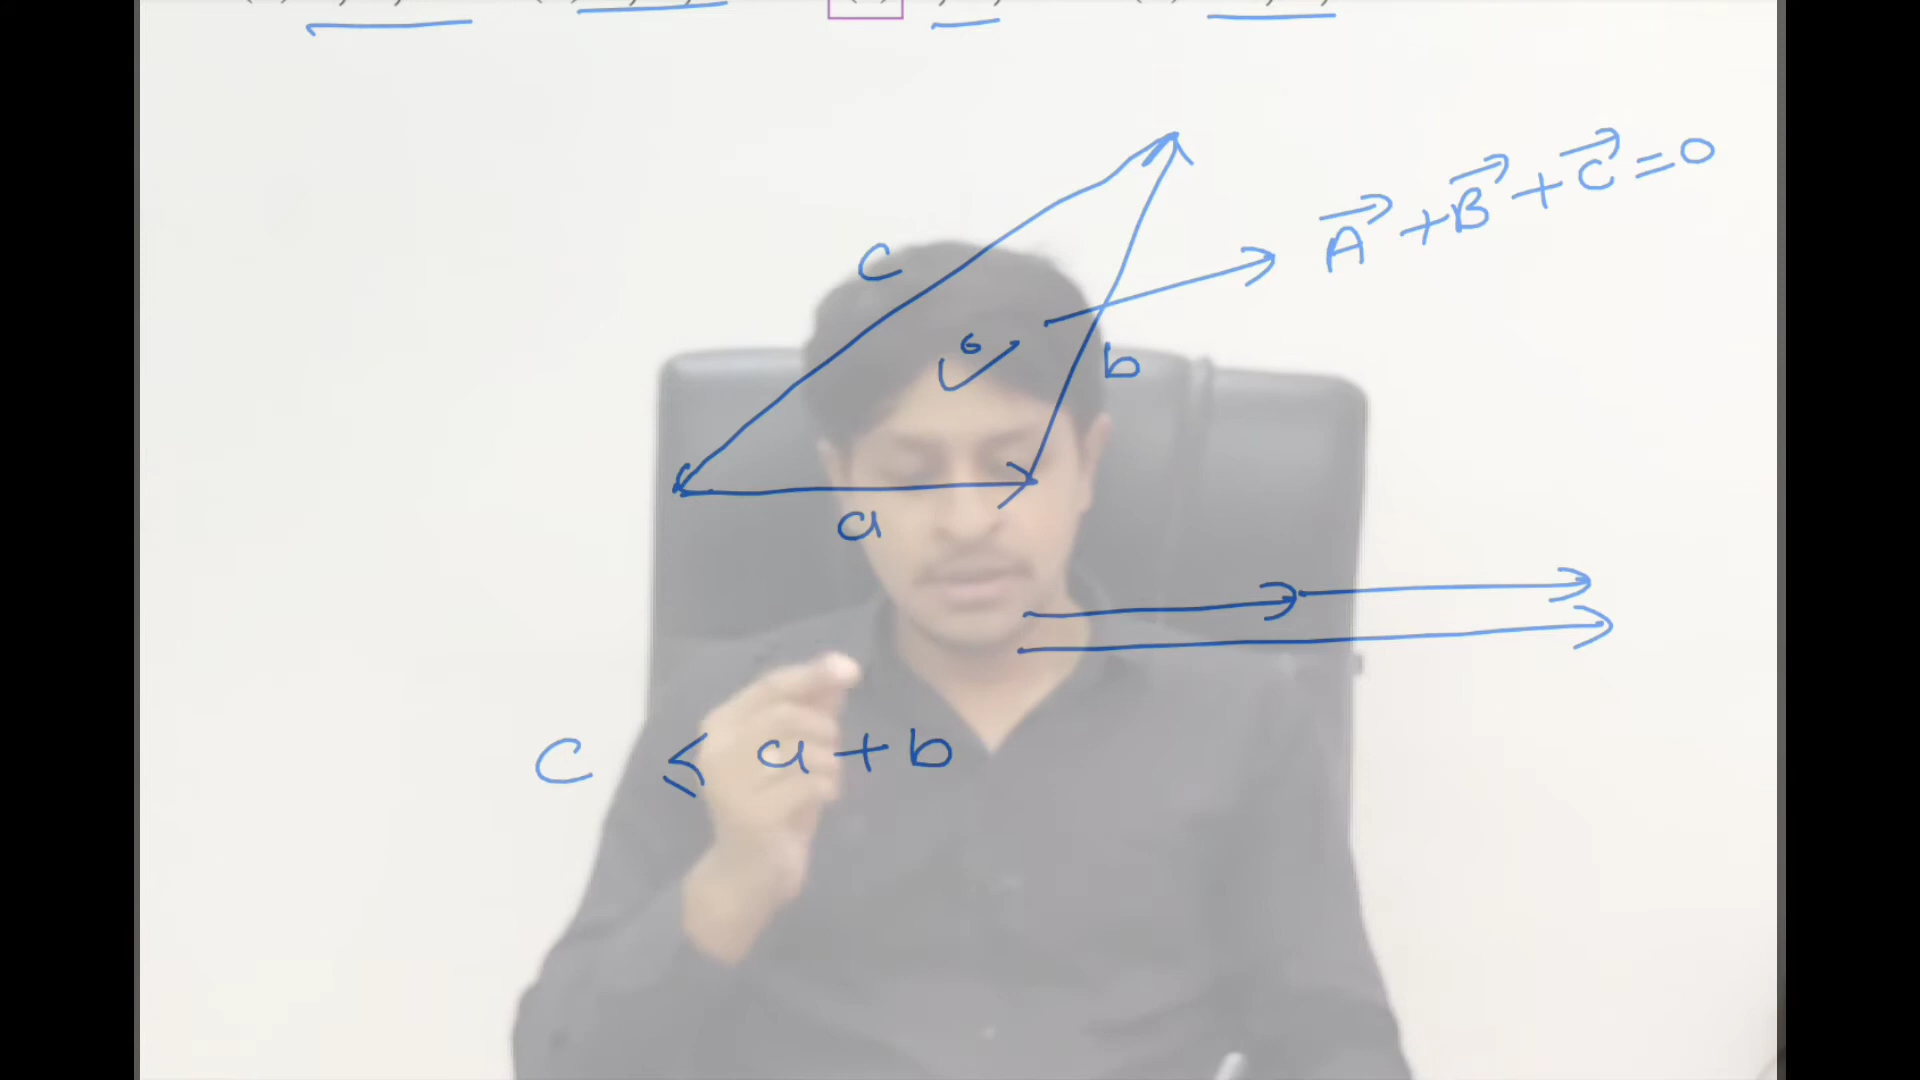 A⃗ + B⃗ + C⃗ = 0
c
b
a
c ≤ a + b